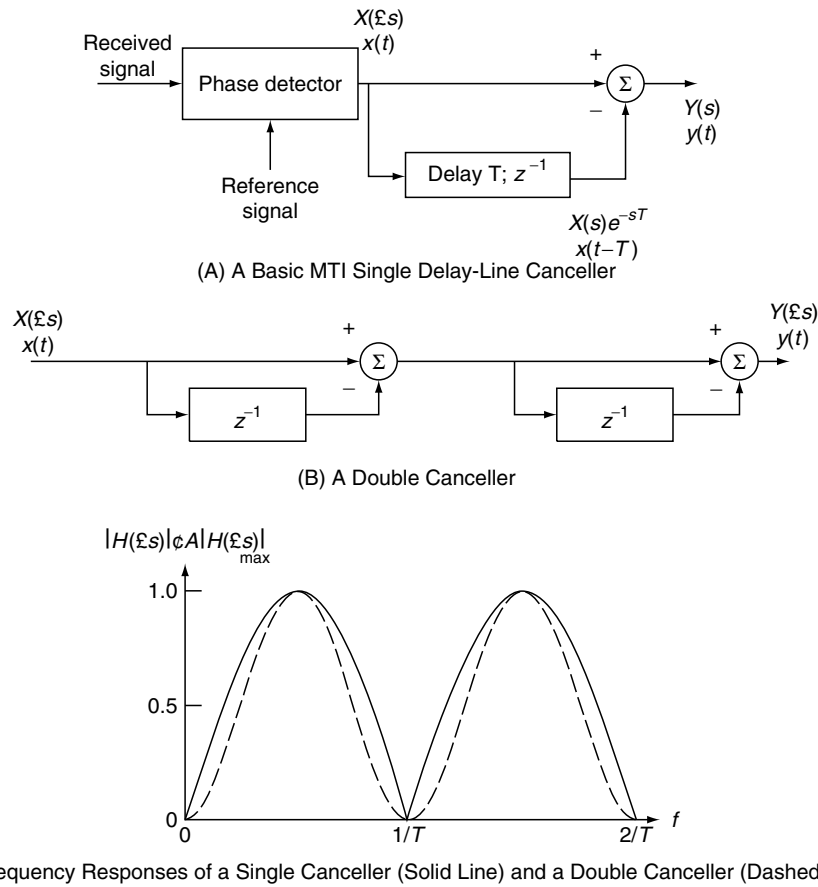 X(£s)
x(t)
Received
signal
Phase detector
+
Σ
−
Y(s)
y(t)
Reference
signal
Delay T; z⁻¹
X(s)e⁻ˢᵀ
x(t−T)
(A) A Basic MTI Single Delay-Line Canceller
X(£s)
x(t)
+
Σ
−
z⁻¹
+
Σ
−
z⁻¹
Y(£s)
y(t)
(B) A Double Canceller
|H(£s)|¢A|H(£s)|max
1.0
0.5
0
0
1/T
2/T
f
equency Responses of a Single Canceller (Solid Line) and a Double Canceller (Dashed